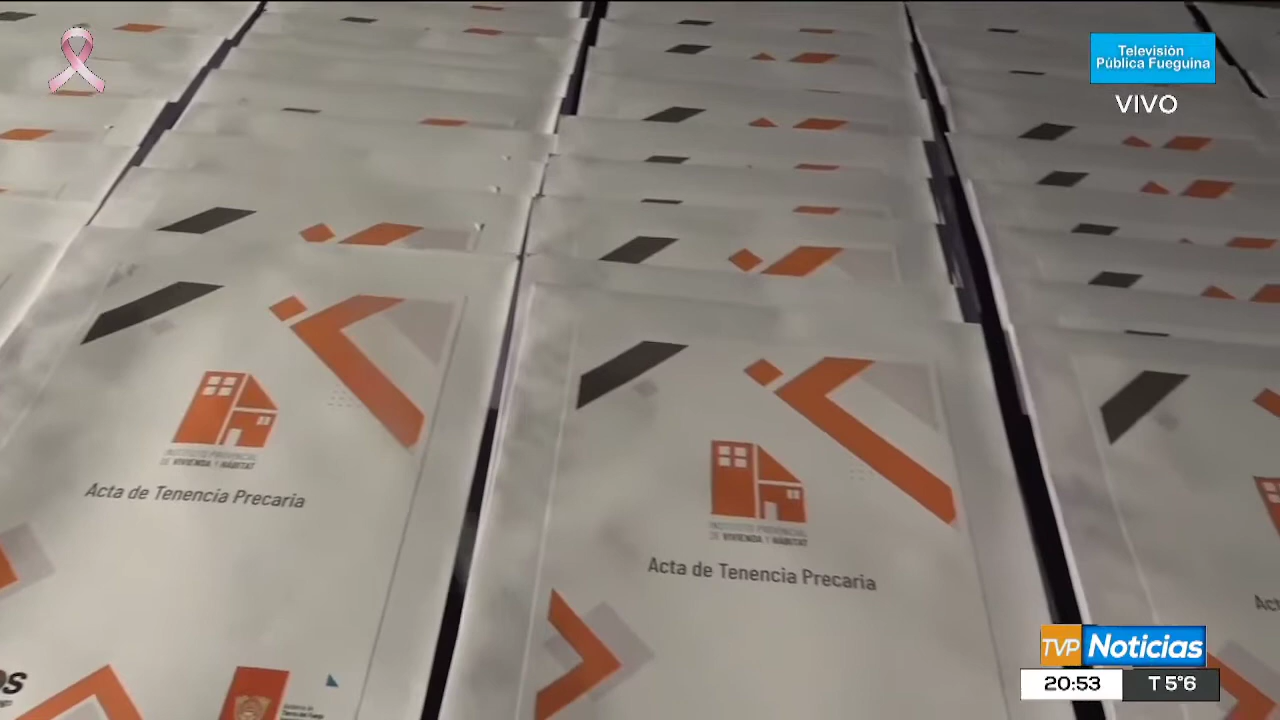 Televisión
Pública Fueguina
VIVO
INSTITUTO PROVINCIAL
DE VIVIENDA Y HÁBITAT
Acta de Tenencia Precaria
INSTITUTO PROVINCIAL
DE VIVIENDA Y HÁBITAT
Acta de Tenencia Precaria
TVP Noticias
20:53 T 5°6